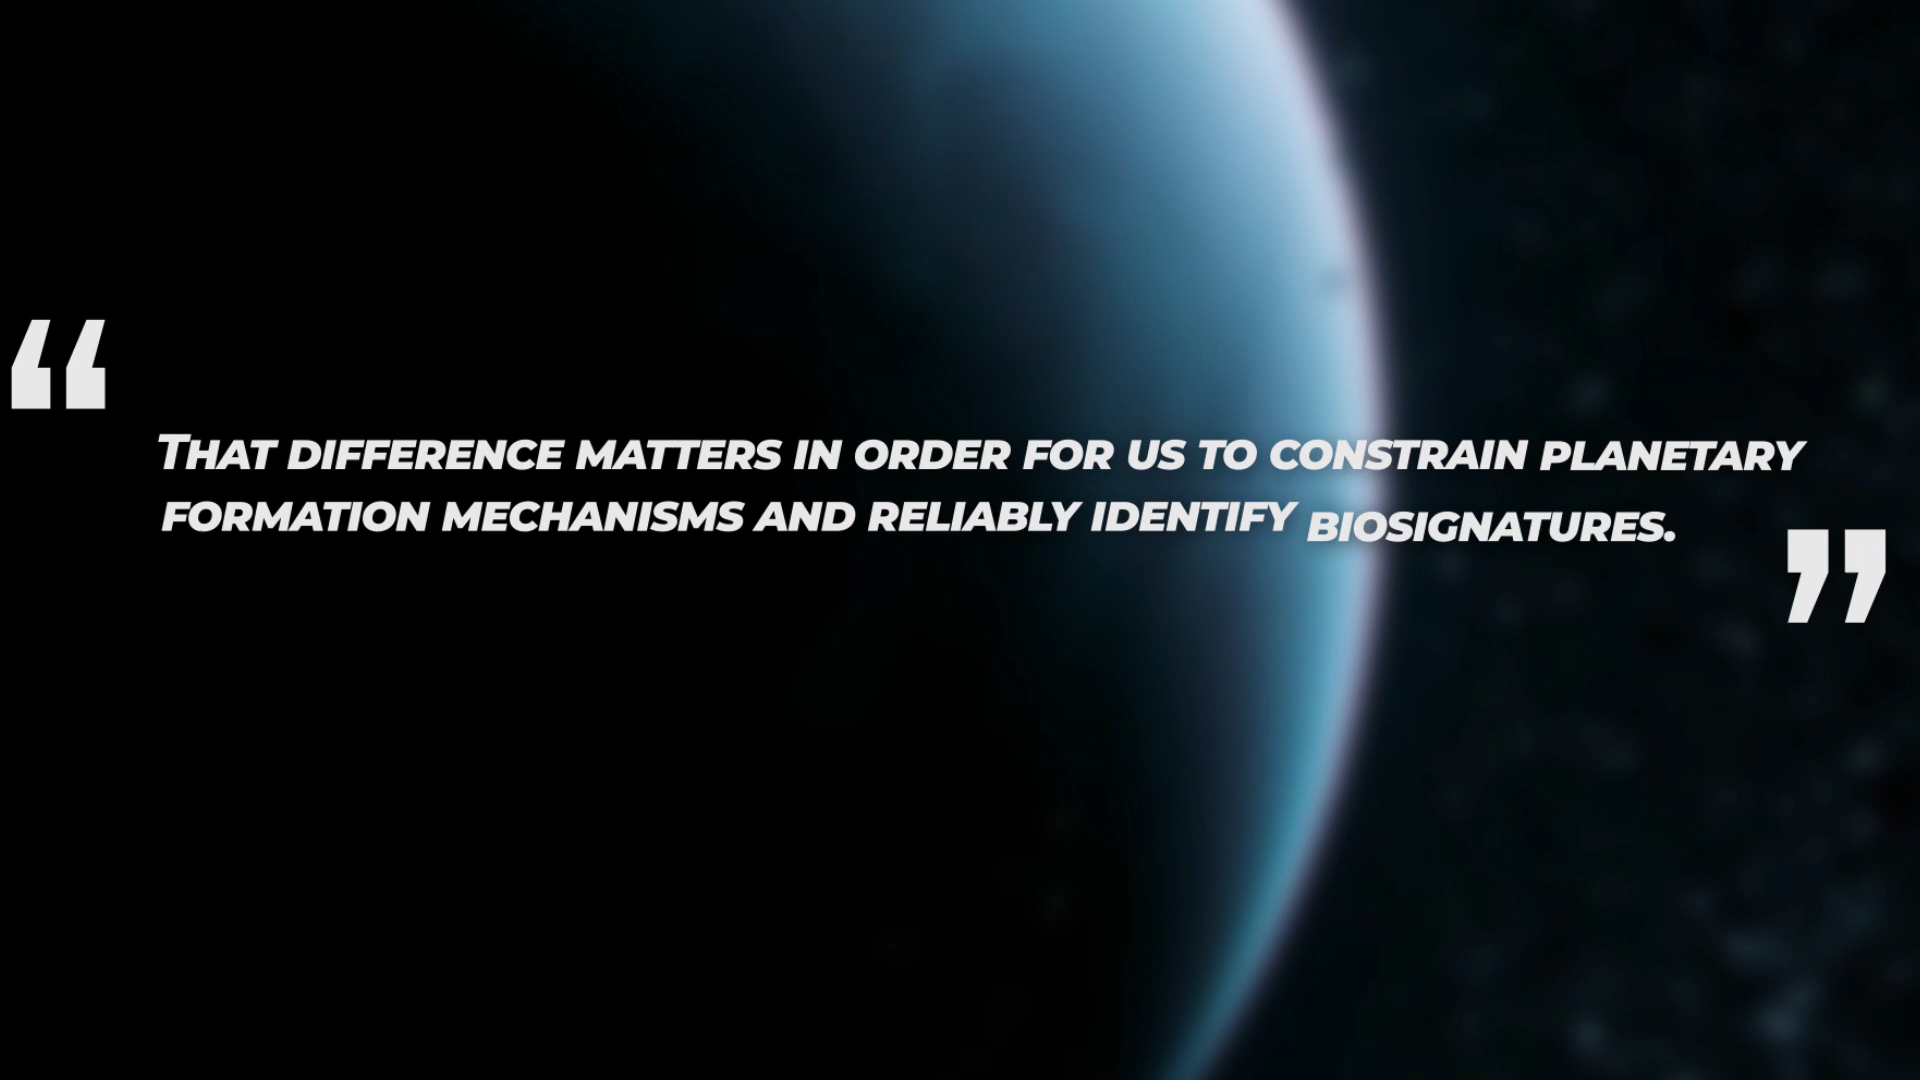 “
THAT DIFFERENCE MATTERS IN ORDER FOR US TO CONSTRAIN PLANETARY
FORMATION MECHANISMS AND RELIABLY IDENTIFY BIOSIGNATURES.
”